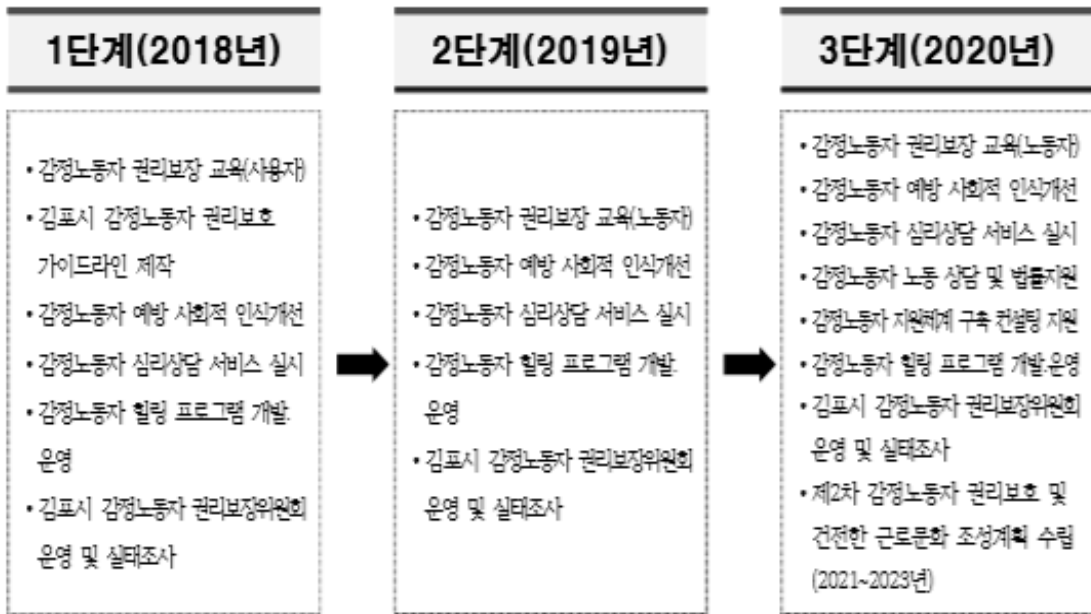 1단계(2018년)
• 감정노동자 권리보장 교육(사용자)
• 김포시 감정노동자 권리보호
가이드라인 제작
• 감정노동자 예방 사회적 인식개선
• 감정노동자 심리상담 서비스 실시
• 감정노동자 힐링 프로그램 개발.
운영
• 김포시 감정노동자 권리보장위원회
운영 및 실태조사
2단계(2019년)
• 감정노동자 권리보장 교육(노동자)
• 감정노동자 예방 사회적 인식개선
• 감정노동자 심리상담 서비스 실시
• 감정노동자 힐링 프로그램 개발.
운영
• 김포시 감정노동자 권리보장위원회
운영 및 실태조사
3단계(2020년)
• 감정노동자 권리보장 교육(노동자)
• 감정노동자 예방 사회적 인식개선
• 감정노동자 심리상담 서비스 실시
• 감정노동자 노동 상담 및 법률지원
• 감정노동자 지원체계 구축 컨설팅 지원
• 감정노동자 힐링 프로그램 개발.운영
• 김포시 감정노동자 권리보장위원회
운영 및 실태조사
• 제2차 감정노동자 권리보호 및
건전한 근로문화 조성계획 수립
(2021~2023년)